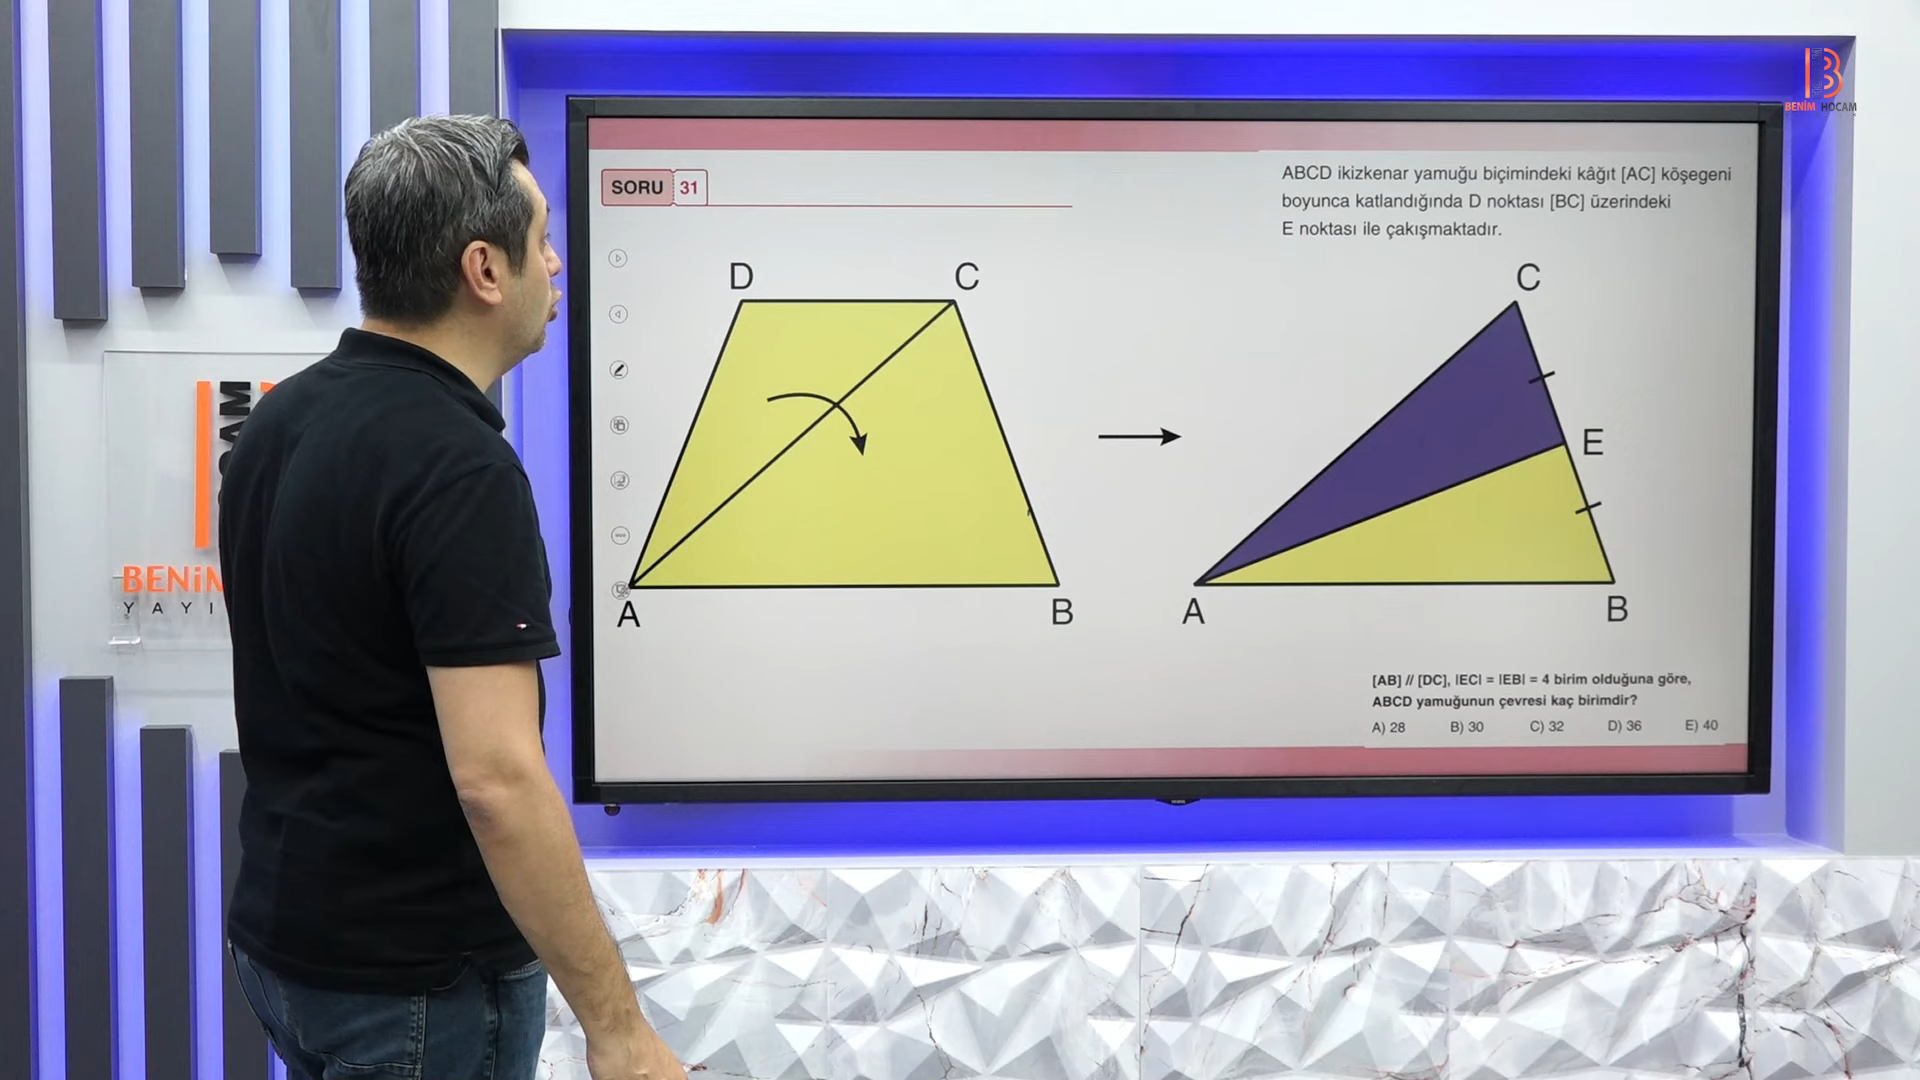 BENİM HOCAM
SORU 31
ABCD ikizkenar yamuğu biçimindeki kâğıt [AC] köşegeni
boyunca katlandığında D noktası [BC] üzerindeki
E noktası ile çakışmaktadır.
D C
A B
C
E
A B
[AB] // [DC], |EC| = |EB| = 4 birim olduğuna göre,
ABCD yamuğunun çevresi kaç birimdir?
A) 28 B) 30 C) 32 D) 36 E) 40
BENİM
YAYI